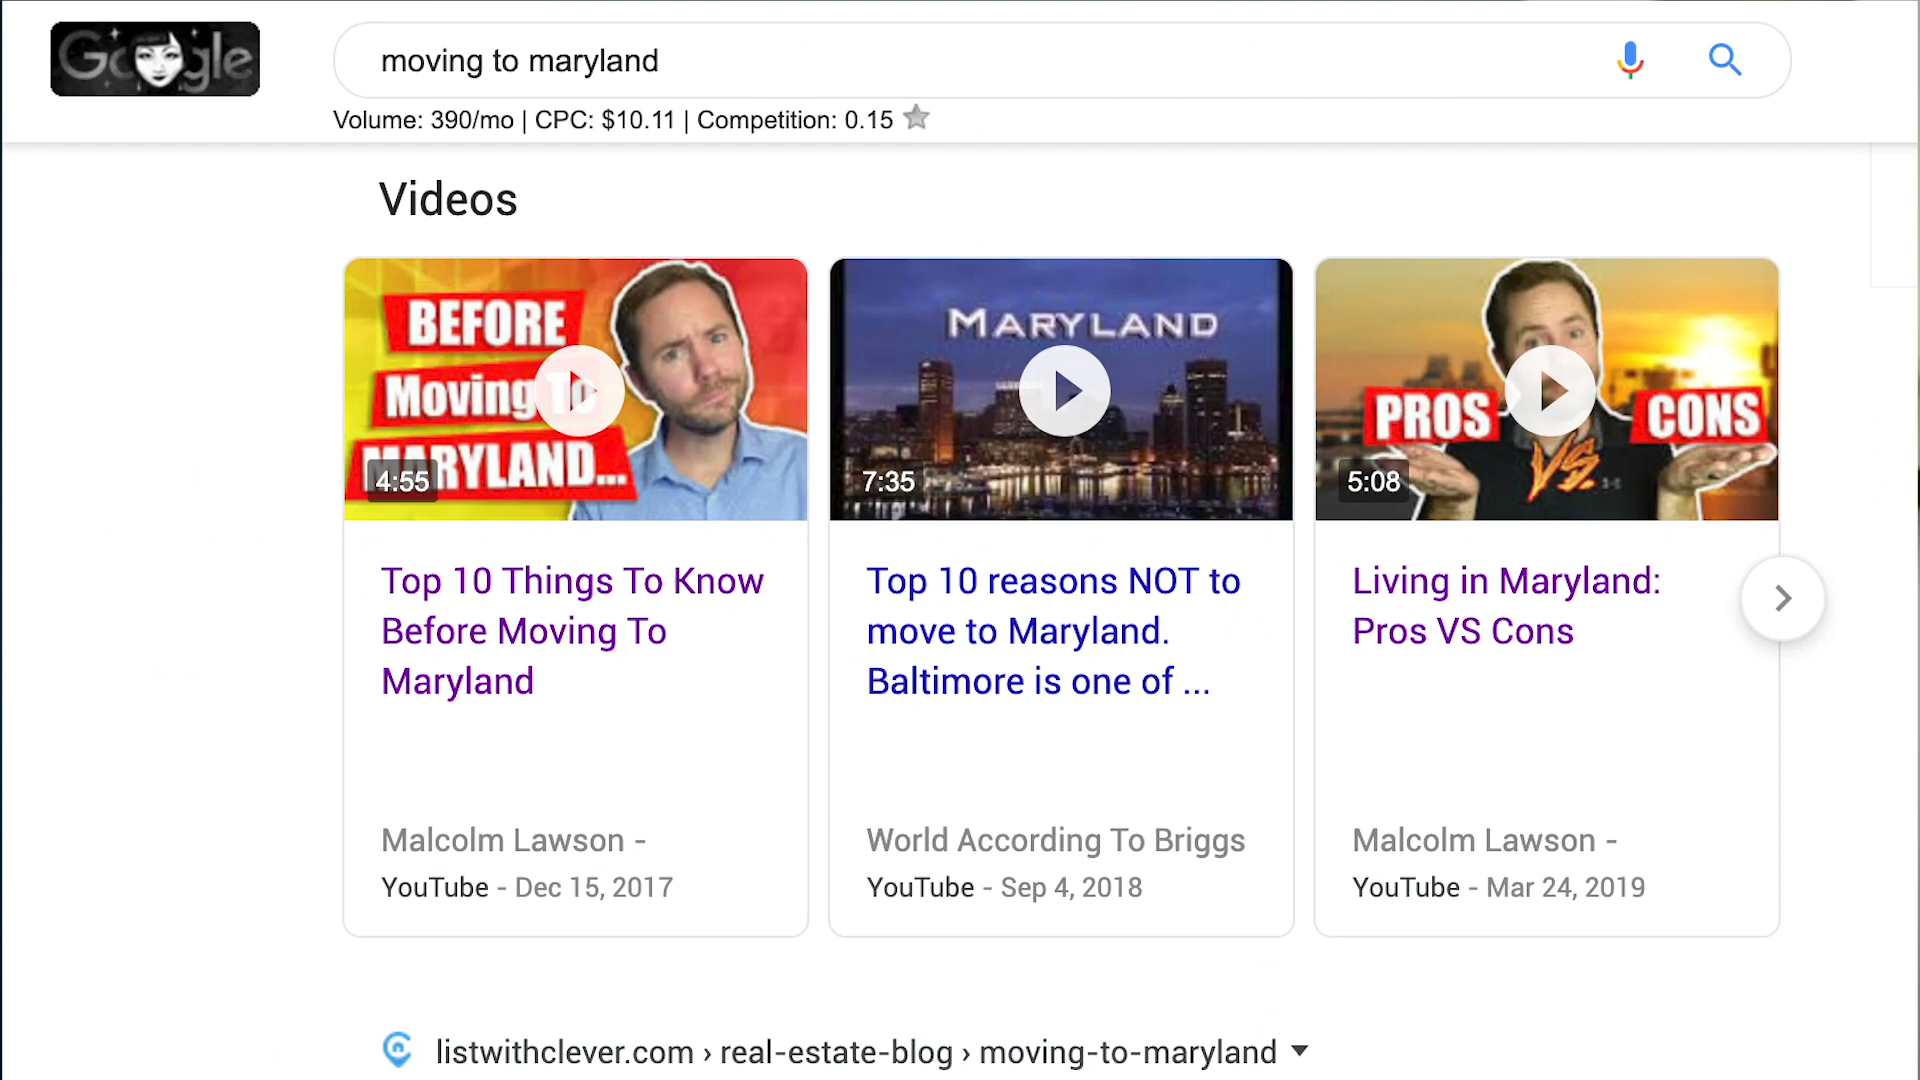 Google
moving to maryland
Volume: 390/mo | CPC: $10.11 | Competition: 0.15
Videos
BEFORE
Moving To
MARYLAND...
4:55
MARYLAND
7:35
PROS
CONS
VS.
5:08
Top 10 Things To Know
Before Moving To
Maryland
Malcolm Lawson -
YouTube - Dec 15, 2017
Top 10 reasons NOT to
move to Maryland.
Baltimore is one of ...
World According To Briggs
YouTube - Sep 4, 2018
Living in Maryland:
Pros VS Cons
Malcolm Lawson -
YouTube - Mar 24, 2019
listwithclever.com › real-estate-blog › moving-to-maryland